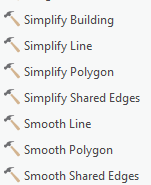 Simplify Building
Simplify Line
Simplify Polygon
Simplify Shared Edges
Smooth Line
Smooth Polygon
Smooth Shared Edges